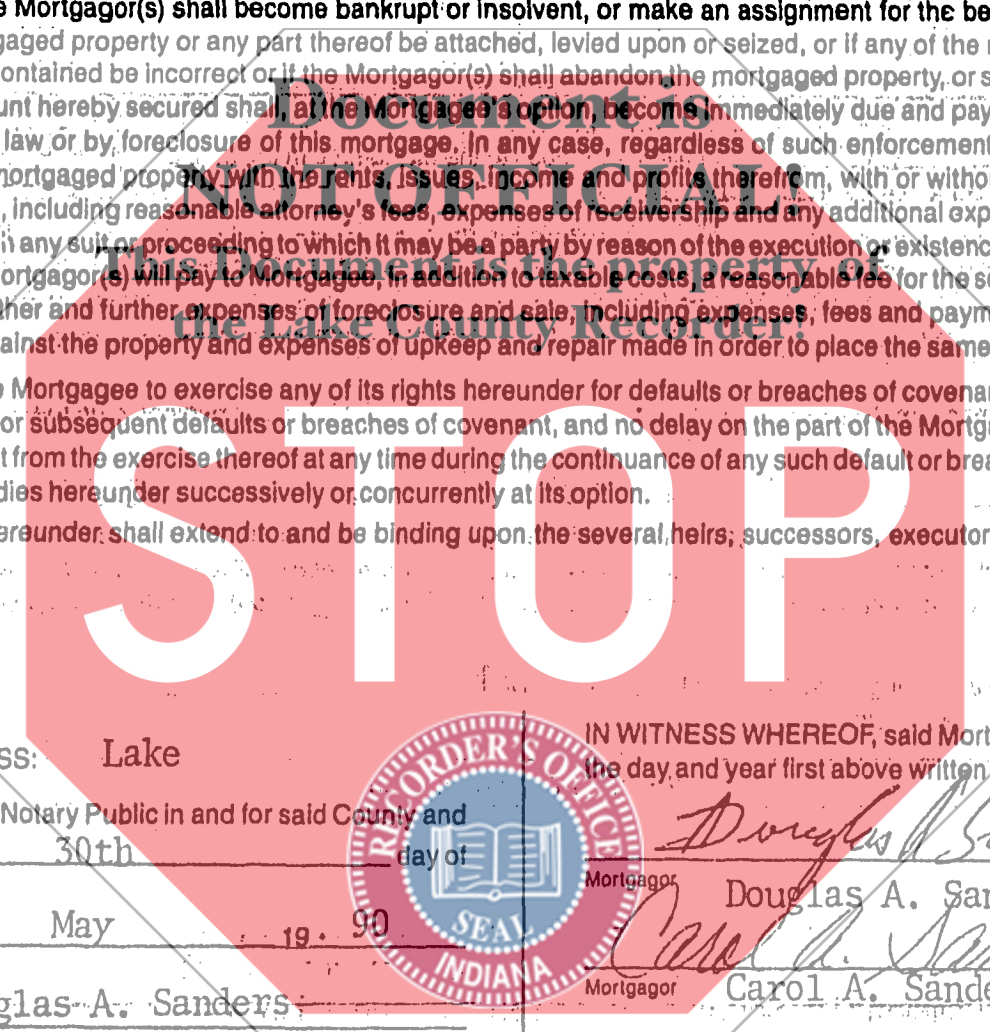 e Mortgagor(s) shall become bankrupt or insolvent, or make an assignment for the be
gaged property or any part thereof be attached, levied upon or seized, or if any of the
ontained be incorrect or if the Mortgagor(s) shall abandon the mortgaged property, or s
unt hereby secured shall, at the Mortgagee's option, become immediately due and pay
Document is
law or by foreclosure of this mortgage. In any case, regardless of such enforcement
mortgaged property with the rents, issues, income and profits therefrom, with or witho
NOT OFFICIAL!
, including reasonable attorney's fees, expenses of receivership and any additional exp
any suit or proceeding to which it may be a party by reason of the execution or existenc
This Document is the property of
ortgagor(s) will pay to Mortgagee, in addition to taxable costs, a reasonable fee for the s
her and further expenses of foreclosure and sale, including expenses, fees and paym
the Lake County Recorder!
ainst the property and expenses of upkeep and repair made in order to place the same
Mortgagee to exercise any of its rights hereunder for defaults or breaches of covena
or subsequent defaults or breaches of covenant, and no delay on the part of the Mortg
t from the exercise thereof at any time during the continuance of any such default or brea
dies hereunder successively or concurrently at its option.
ereunder shall extend to and be binding upon the several heirs, successors, executor
STOP
SS: Lake
IN WITNESS WHEREOF, said Mort
the day and year first above written
Notary Public in and for said County and
30th day of
May 19 90
glas A. Sanders
RECORDER'S OFFICE
SEAL
INDIANA
Douglas A. S
Mortgagor Douglas A. San
Carol A. Sa
Mortgagor Carol A. Sande